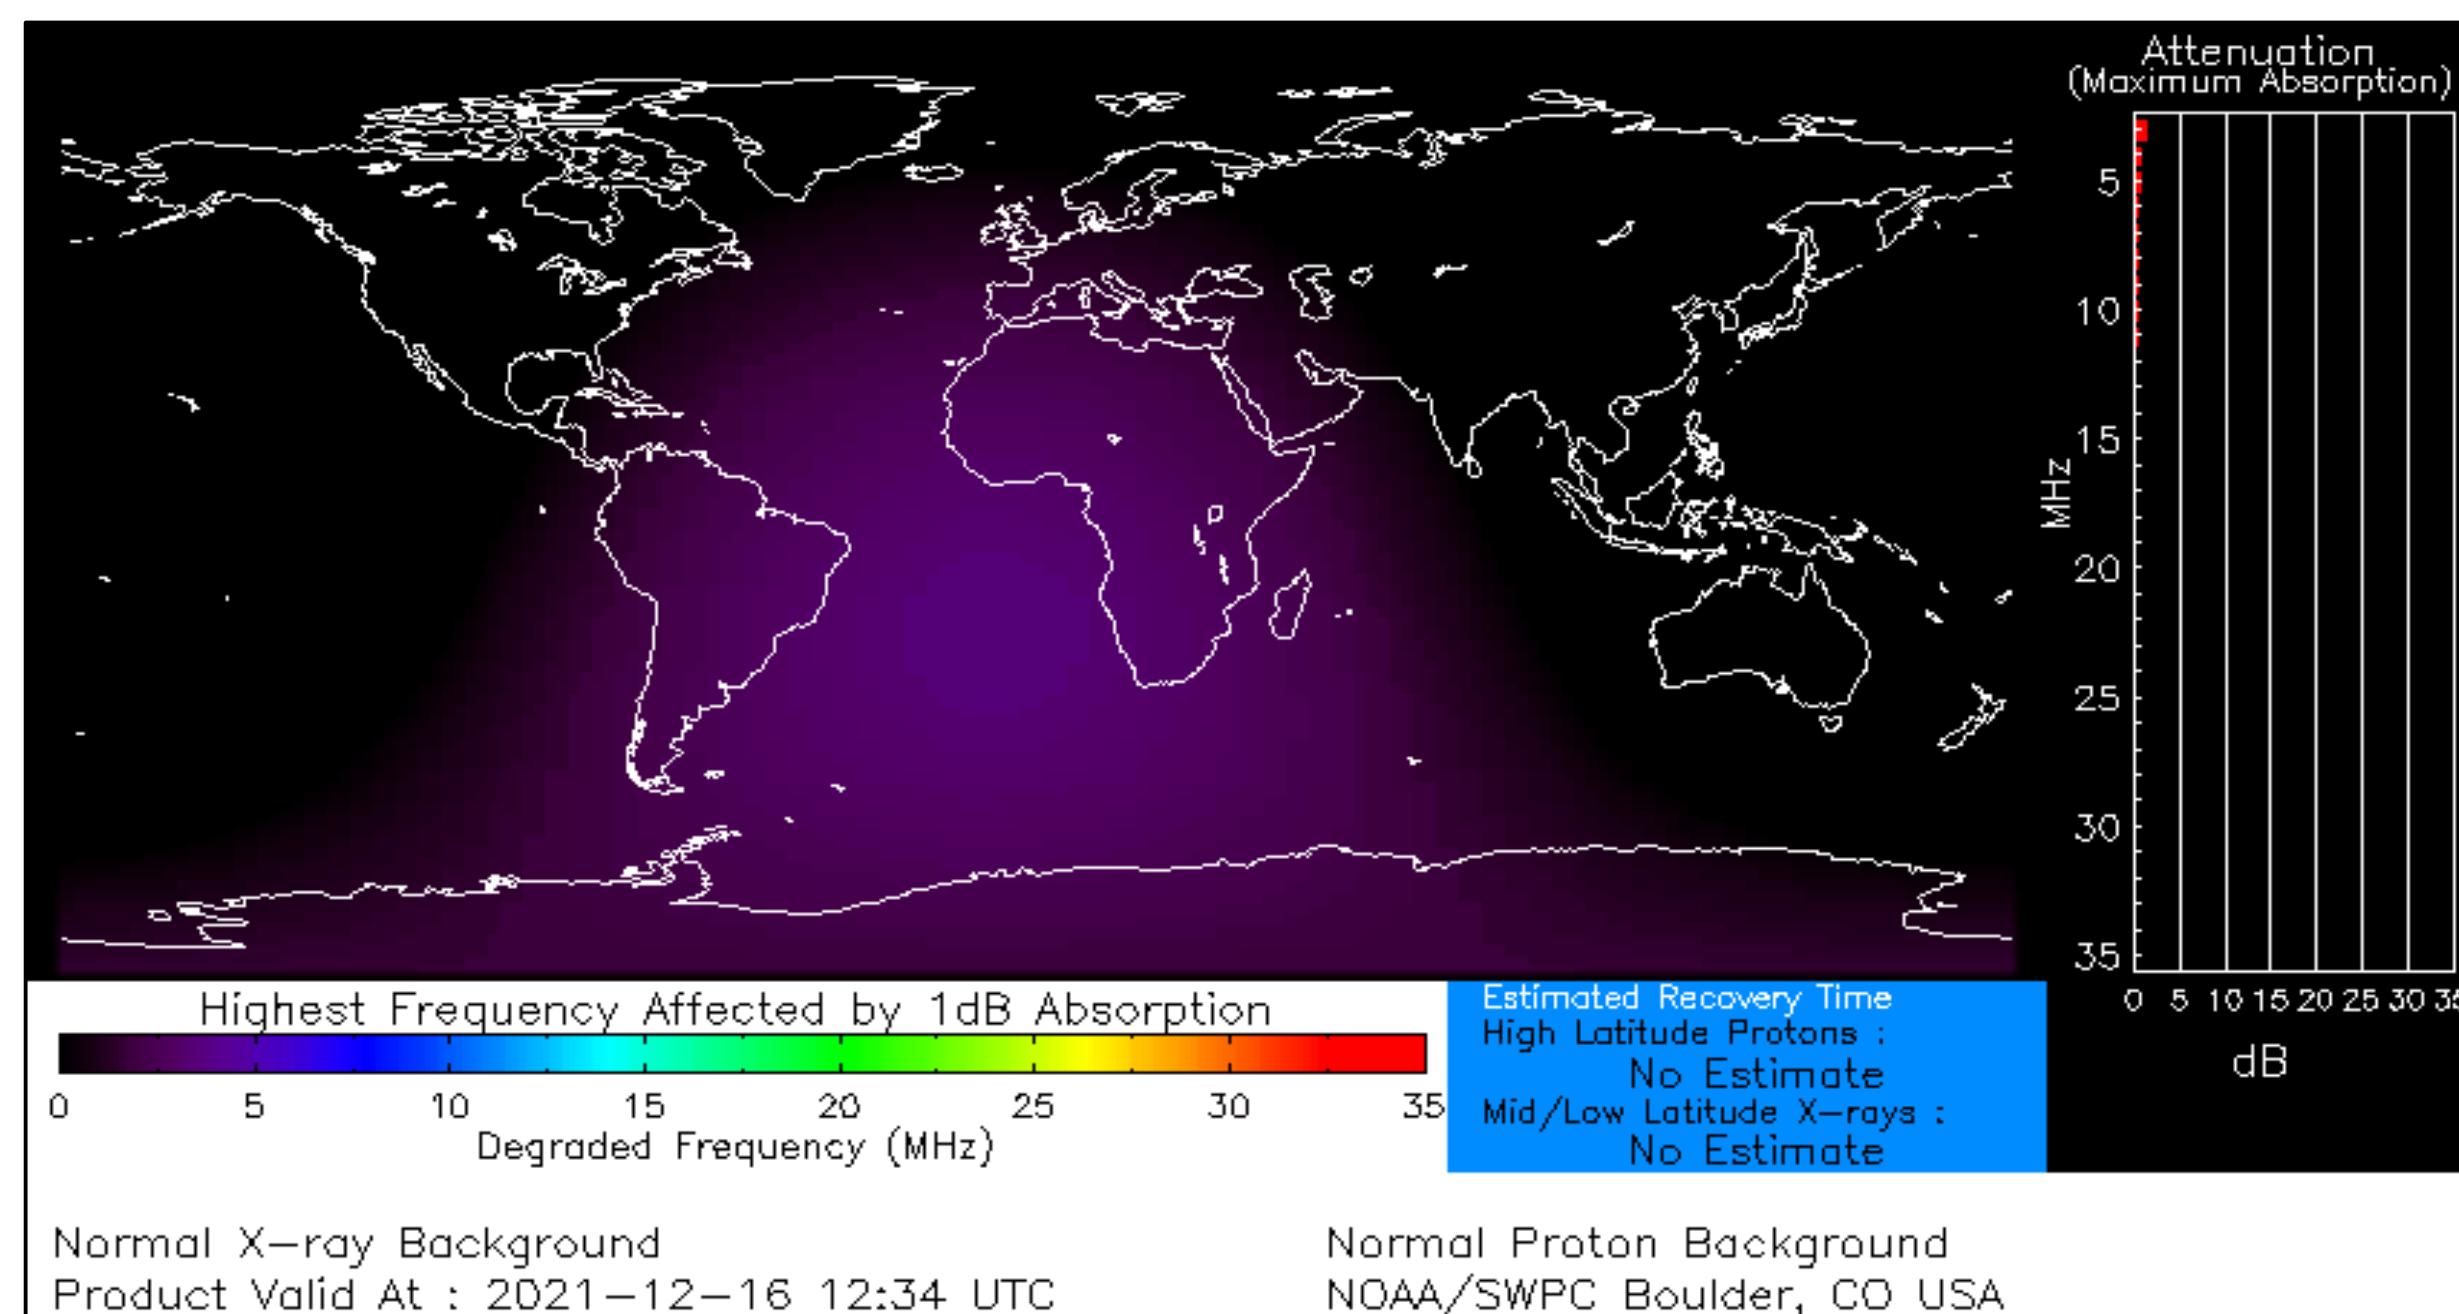 Attenuation
(Maximum Absorption)
5
10
15
20
25
30
35
MHz
0 5 10 15 20 25 30 35
dB
Highest Frequency Affected by 1dB Absorption
0 5 10 15 20 25 30 35
Degraded Frequency (MHz)
Estimated Recovery Time
High Latitude Protons :
No Estimate
Mid/Low Latitude X-rays :
No Estimate
Normal X-ray Background
Product Valid At : 2021-12-16 12:34 UTC
Normal Proton Background
NOAA/SWPC Boulder, CO USA